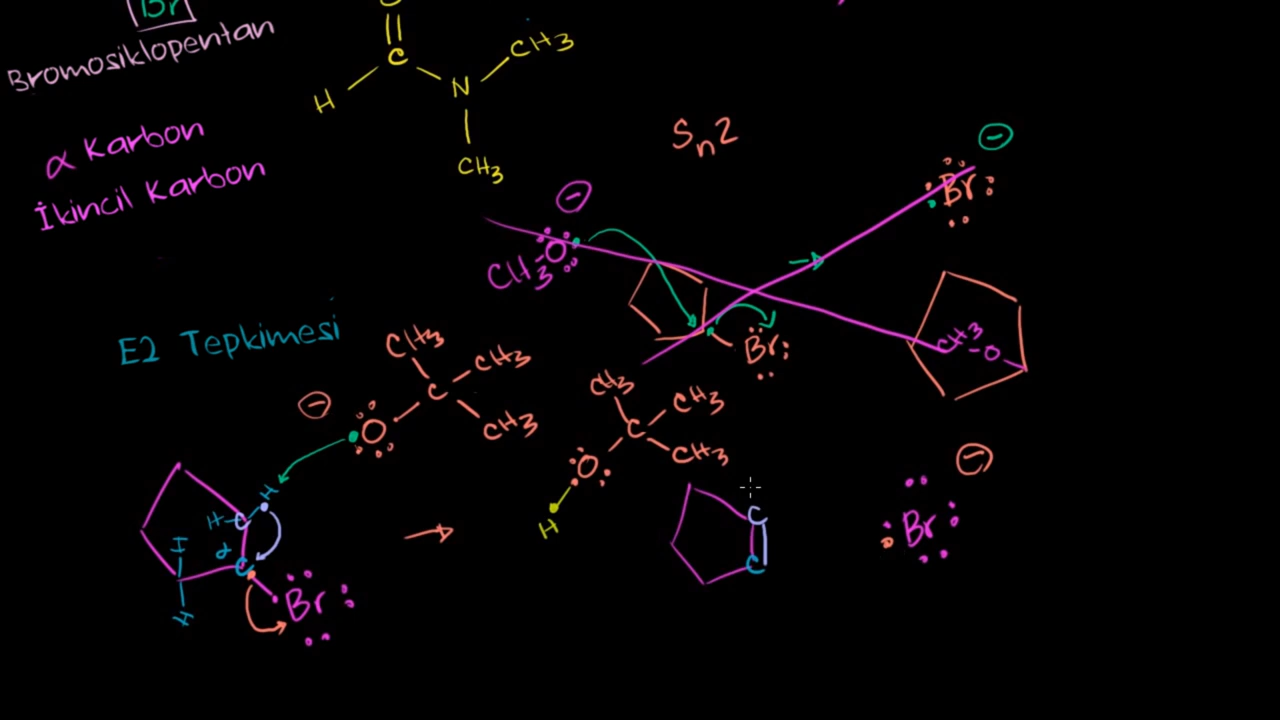 Br
Bromosiklopentan
C
H
N
CH3
CH3
α Karbon
İkincil Karbon
Sn2
Br
CH3-O
Br
CH3-O
E2 Tepkimesi
CH3
CH3
C
CH3
O
CH3
CH3
C
CH3
O
H
H
H-C
α
C
H
H
Br
C
C
Br